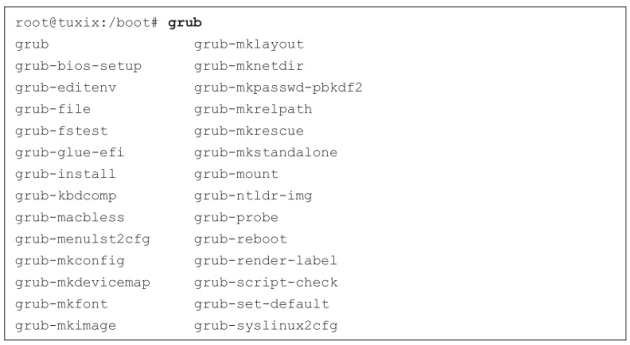 root@tuxix:/boot# grub
grub grub-mklayout
grub-bios-setup grub-mknetdir
grub-editenv grub-mkpasswd-pbkdf2
grub-file grub-mkrelpath
grub-fstest grub-mkrescue
grub-glue-efi grub-mkstandalone
grub-install grub-mount
grub-kbdcomp grub-ntldr-img
grub-macbless grub-probe
grub-menulst2cfg grub-reboot
grub-mkconfig grub-render-label
grub-mkdevicemap grub-script-check
grub-mkfont grub-set-default
grub-mkimage grub-syslinux2cfg